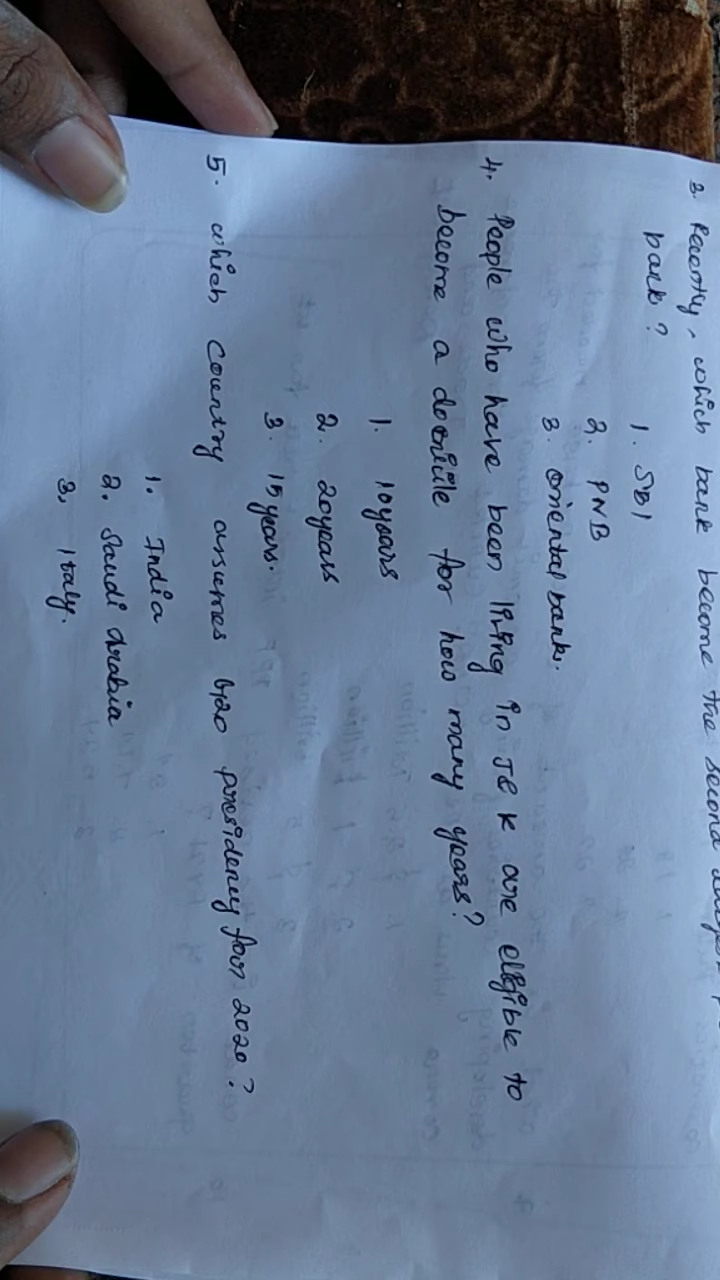 3. Recently, which bank become the second
bank?
1. SBI
2. PNB
3. oriental bank.
4. People who have been living in J & K are eligible to
become a domicile for how many years?
1. 10 years
2. 20 years
3. 15 years.
5. which country assumes G20 presidency for 2020?
1. India
2. Saudi Arabia
3. Italy.